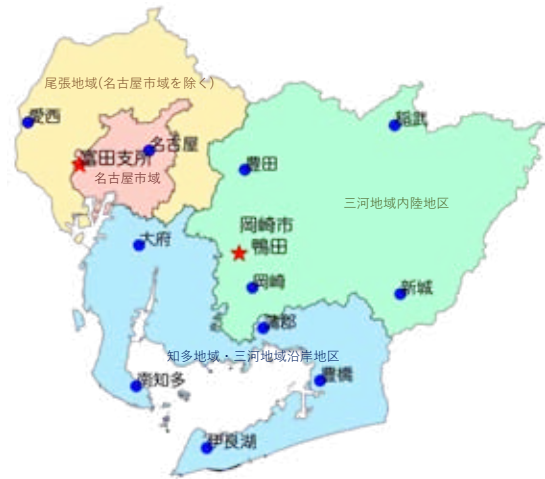 尾張地域(名古屋市域を除く)
愛西
稲武
名古屋
富田支所
豊田
名古屋市域
三河地域内陸地区
岡崎市
鴨田
大府
岡崎
新城
蒲郡
知多地域・三河地域沿岸地区
南知多
豊橋
伊良湖